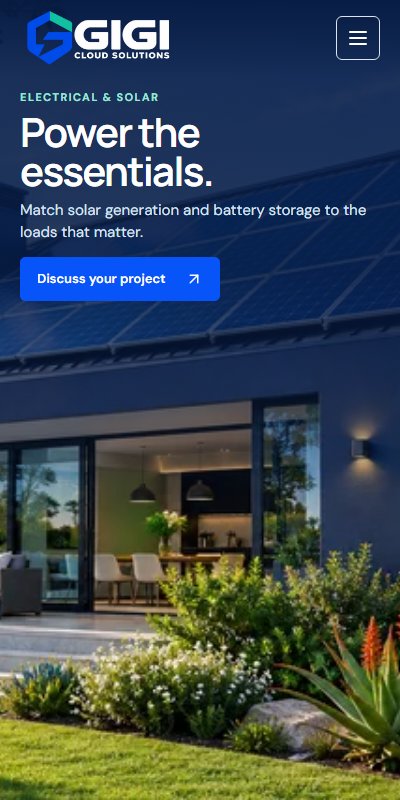 GIGI
CLOUD SOLUTIONS
ELECTRICAL & SOLAR
Power the
essentials.
Match solar generation and battery storage to the
loads that matter.
Discuss your project